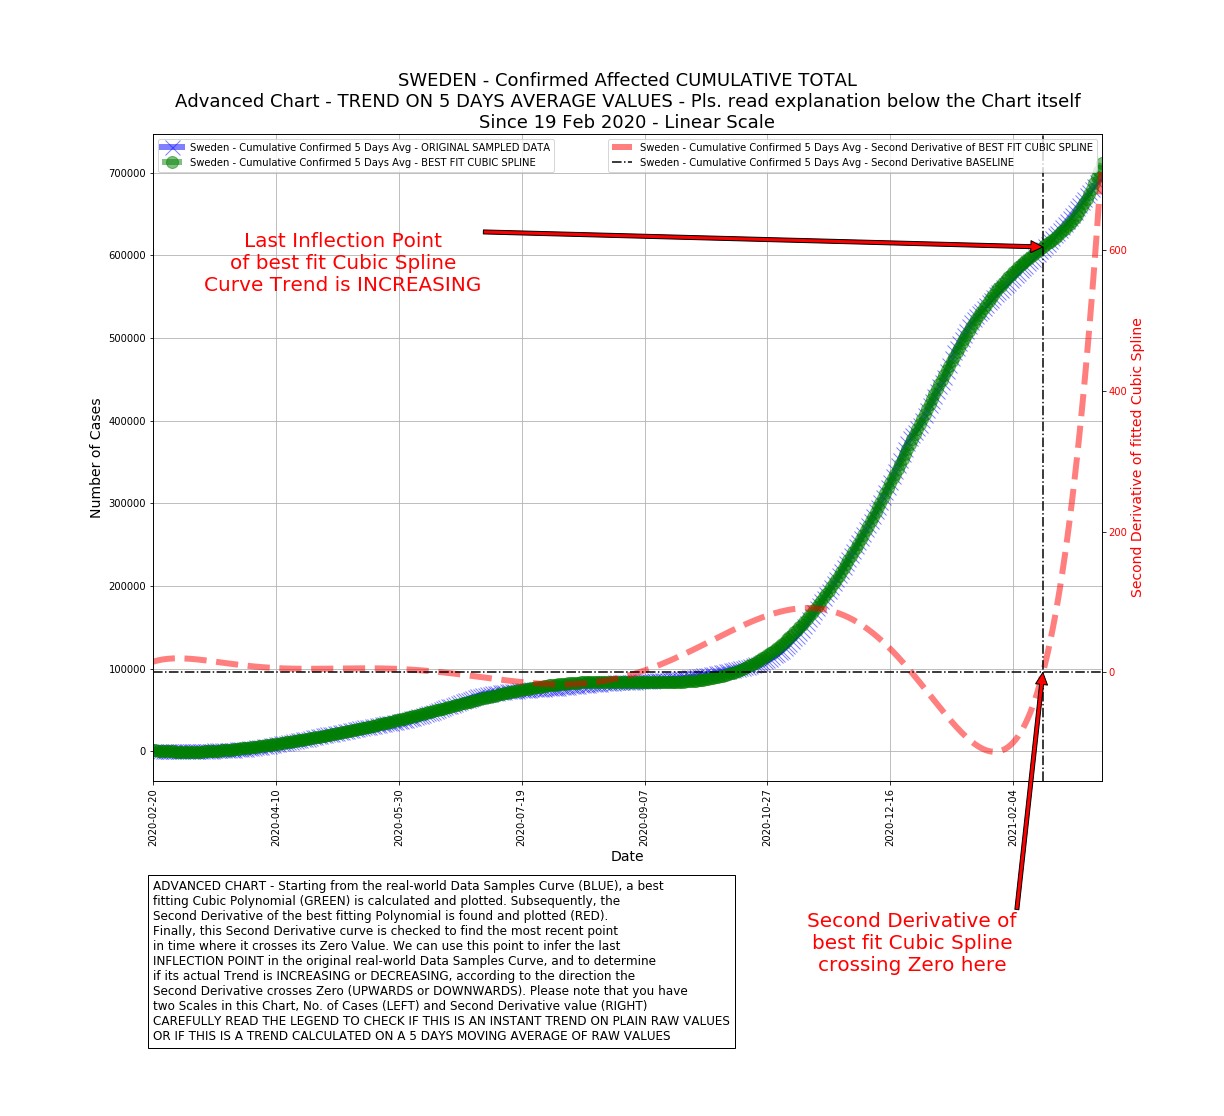 SWEDEN - Confirmed Affected CUMULATIVE TOTAL
Advanced Chart - TREND ON 5 DAYS AVERAGE VALUES - Pls. read explanation below the Chart itself
Since 19 Feb 2020 - Linear Scale
Sweden - Cumulative Confirmed 5 Days Avg - ORIGINAL SAMPLED DATA
Sweden - Cumulative Confirmed 5 Days Avg - BEST FIT CUBIC SPLINE
Sweden - Cumulative Confirmed 5 Days Avg - Second Derivative of BEST FIT CUBIC SPLINE
Sweden - Cumulative Confirmed 5 Days Avg - Second Derivative BASELINE
Last Inflection Point
of best fit Cubic Spline
Curve Trend is INCREASING
Number of Cases
700000
600000
500000
400000
300000
200000
100000
0
600
400
200
0
Second Derivative of fitted Cubic Spline
2020-02-20
2020-04-10
2020-05-30
2020-07-19
2020-09-07
2020-10-27
2020-12-16
2021-02-04
Date
ADVANCED CHART - Starting from the real-world Data Samples Curve (BLUE), a best
fitting Cubic Polynomial (GREEN) is calculated and plotted. Subsequently, the
Second Derivative of the best fitting Polynomial is found and plotted (RED).
Finally, this Second Derivative curve is checked to find the most recent point
in time where it crosses its Zero Value. We can use this point to infer the last
INFLECTION POINT in the original real-world Data Samples Curve, and to determine
if its actual Trend is INCREASING or DECREASING, according to the direction the
Second Derivative crosses Zero (UPWARDS or DOWNWARDS). Please note that you have
two Scales in this Chart, No. of Cases (LEFT) and Second Derivative value (RIGHT)
CAREFULLY READ THE LEGEND TO CHECK IF THIS IS AN INSTANT TREND ON PLAIN RAW VALUES
OR IF THIS IS A TREND CALCULATED ON A 5 DAYS MOVING AVERAGE OF RAW VALUES
Second Derivative of
best fit Cubic Spline
crossing Zero here